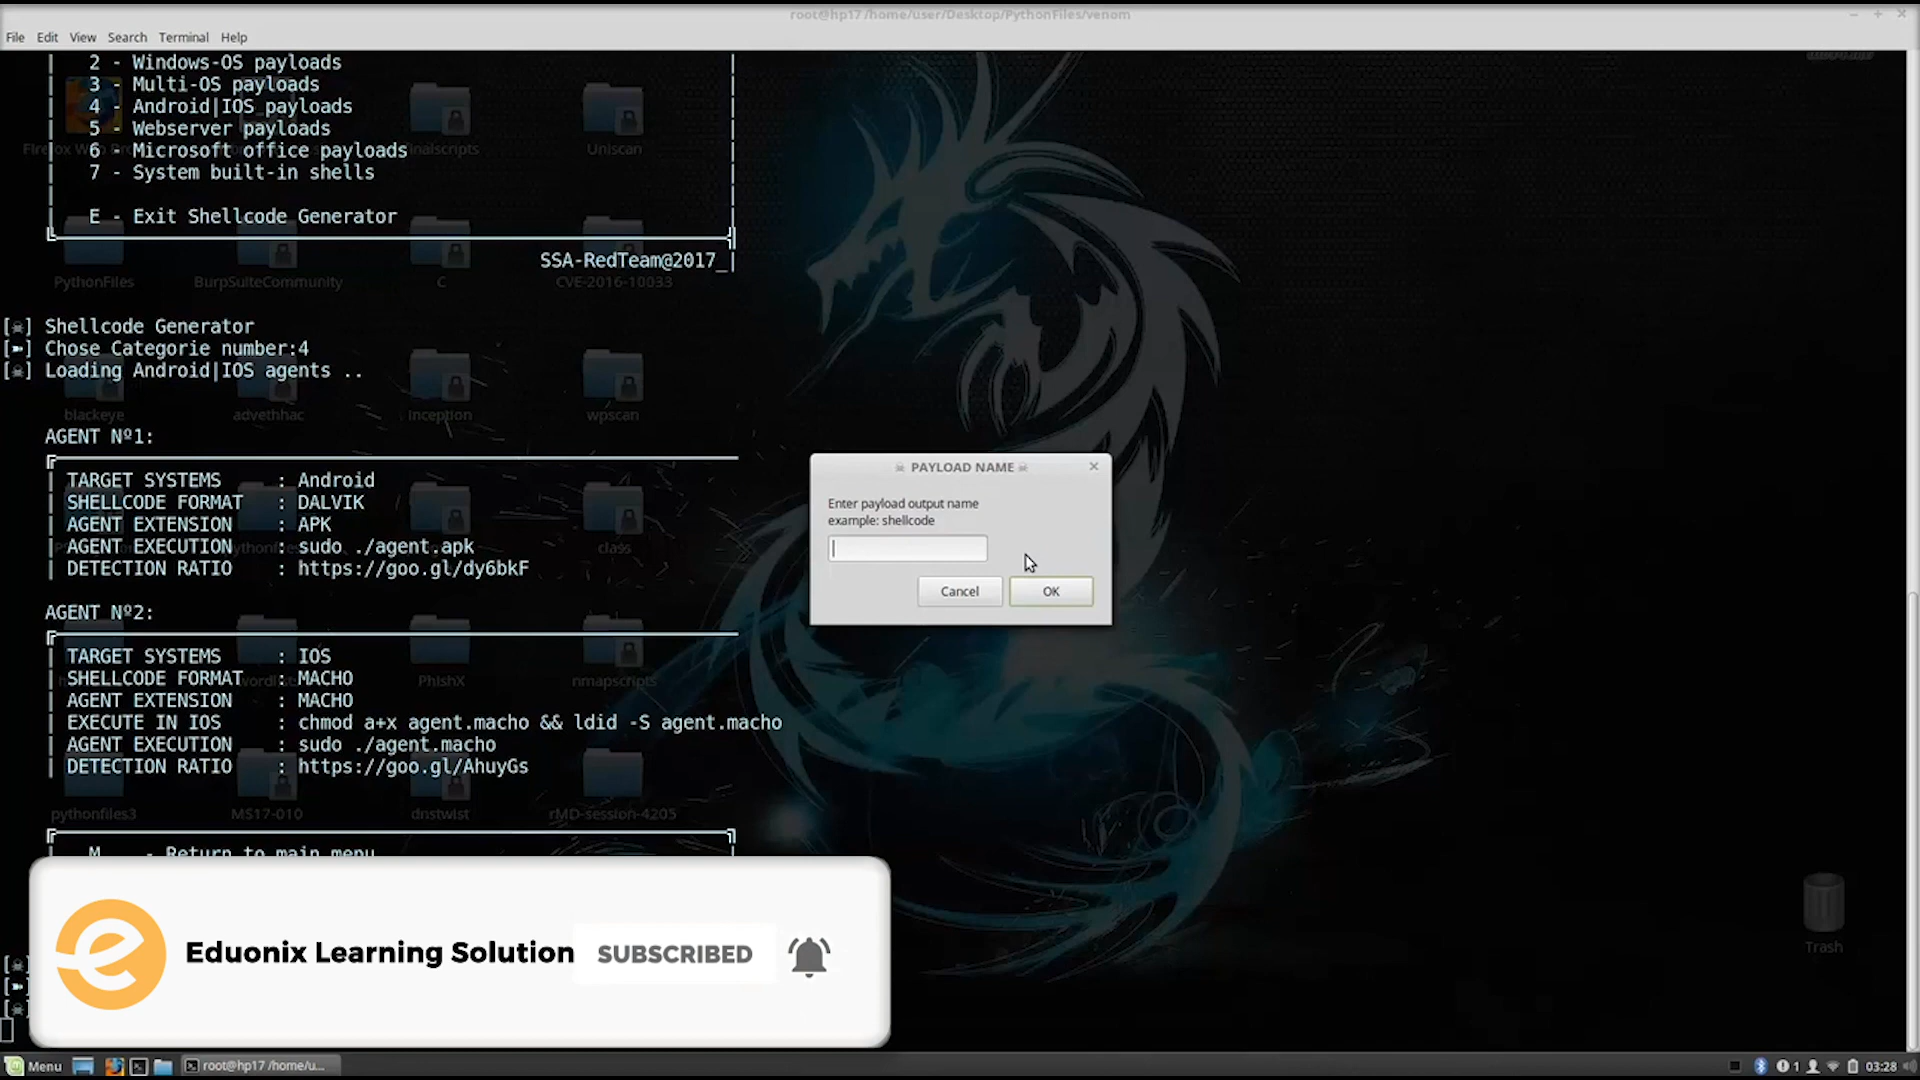 root@hp17 /home/user/Desktop/PythonFiles/venom
File Edit View Search Terminal Help
2 - Windows-OS payloads
3 - Multi-OS payloads
4 - Android|IOS payloads
5 - Webserver payloads
6 - Microsoft office payloads
7 - System built-in shells
E - Exit Shellcode Generator
SSA-RedTeam@2017_|
Uniscan
PythonFiles BurpSuiteCommunity C CVE-2016-10033
[☠] Shellcode Generator
[➽] Chose Categorie number:4
[☠] Loading Android|IOS agents ..
blackeye advethhac inception wpscan
AGENT Nº1:
TARGET SYSTEMS : Android
SHELLCODE FORMAT : DALVIK
AGENT EXTENSION : APK
AGENT EXECUTION : sudo ./agent.apk
DETECTION RATIO : https://goo.gl/dy6bkF
class
AGENT Nº2:
TARGET SYSTEMS : IOS
SHELLCODE FORMAT : MACHO
AGENT EXTENSION : MACHO
EXECUTE IN IOS : chmod a+x agent.macho && ldid -S agent.macho
AGENT EXECUTION : sudo ./agent.macho
DETECTION RATIO : https://goo.gl/AhuyGs
PhishX nmapscripts
pythonfiles3 MS17-010 dnstwist rMD-session-4205
M - Return to main menu
☠ PAYLOAD NAME ☠
Enter payload output name
example: shellcode
Cancel OK
Eduonix Learning Solution SUBSCRIBED
Trash
Menu root@hp17 /home/u... 1 03:28